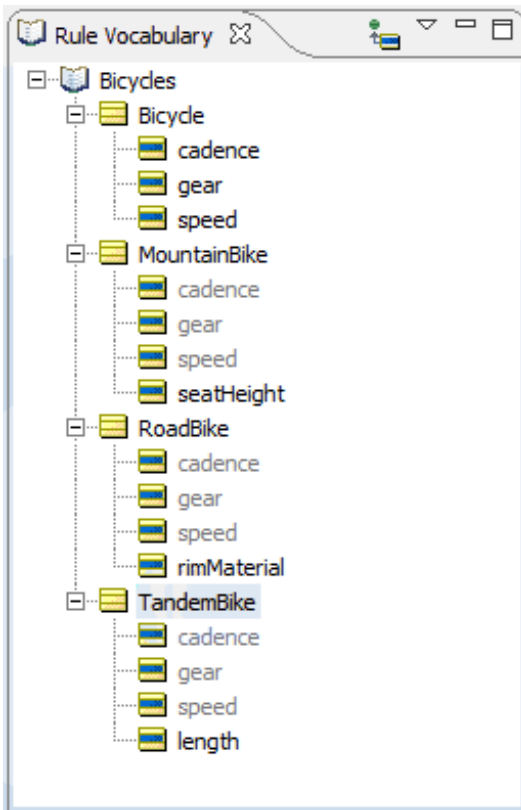 Rule Vocabulary
Bicycles
Bicycle
cadence
gear
speed
MountainBike
cadence
gear
speed
seatHeight
RoadBike
cadence
gear
speed
rimMaterial
TandemBike
cadence
gear
speed
length